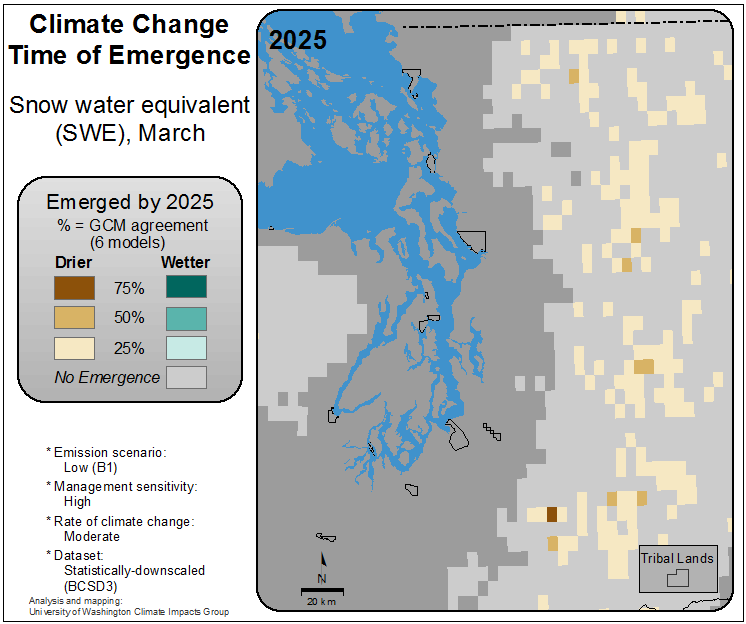 Climate Change
Time of Emergence
Snow water equivalent
(SWE), March
Emerged by 2025
% = GCM agreement
(6 models)
Drier Wetter
75%
50%
25%
No Emergence
* Emission scenario:
Low (B1)
* Management sensitivity:
High
* Rate of climate change:
Moderate
* Dataset:
Statistically-downscaled
(BCSD3)
Analysis and mapping:
University of Washington Climate Impacts Group
2025
N
20 km
Tribal Lands